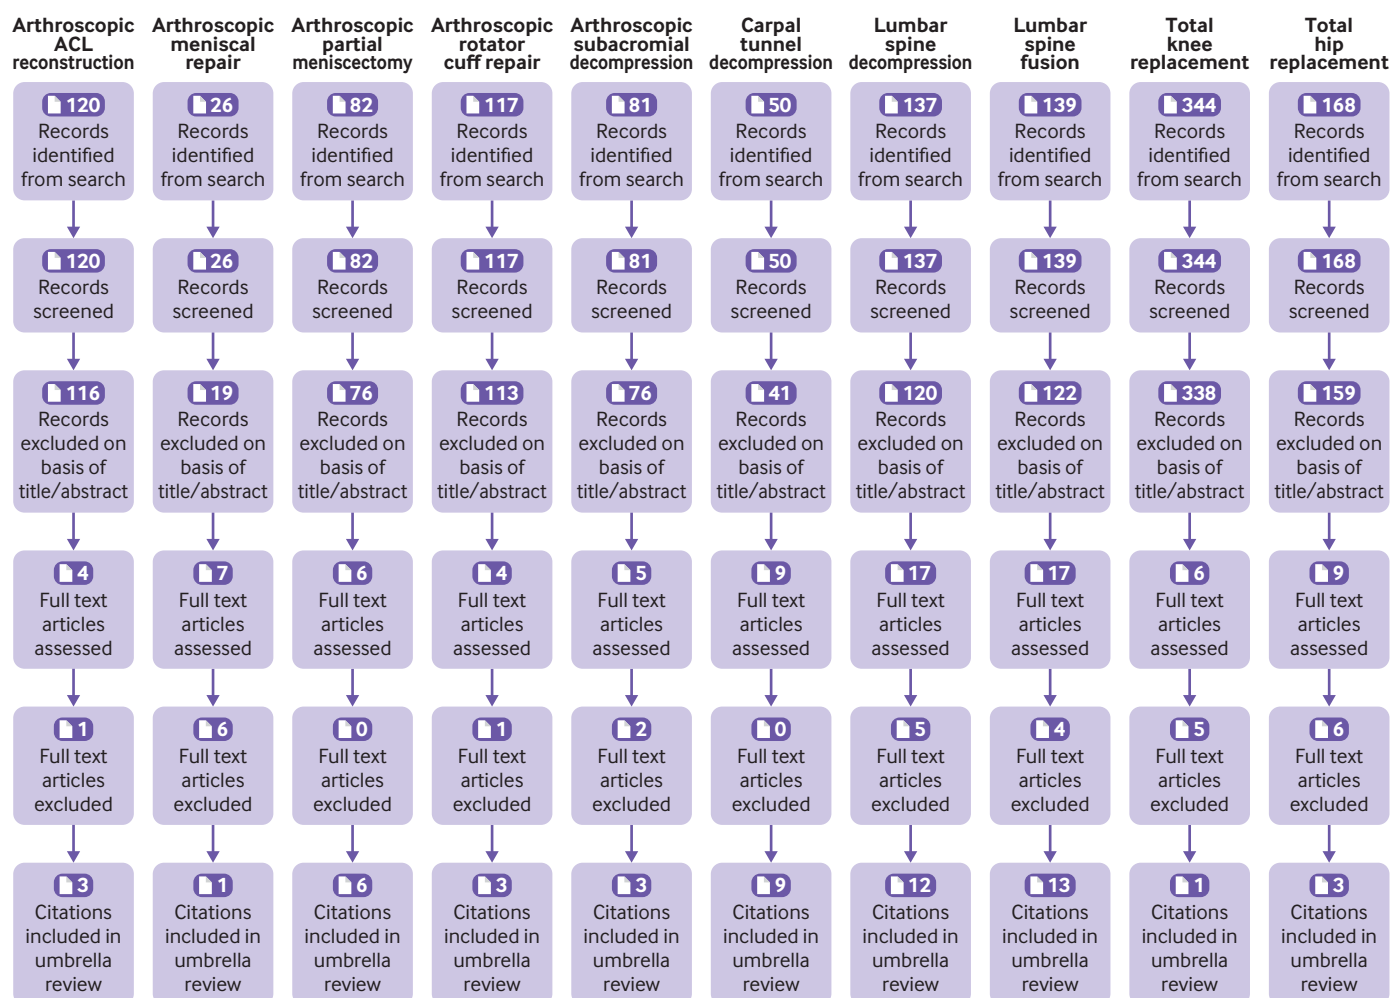 Arthroscopic
ACL
reconstruction
120
Records
identified
from search
120
Records
screened
116
Records
excluded on
basis of
title/abstract
4
Full text
articles
assessed
1
Full text
articles
excluded
3
Citations
included in
umbrella
review
Arthroscopic
meniscal
repair
26
Records
identified
from search
26
Records
screened
19
Records
excluded on
basis of
title/abstract
7
Full text
articles
assessed
6
Full text
articles
excluded
1
Citations
included in
umbrella
review
Arthroscopic
partial
meniscectomy
82
Records
identified
from search
82
Records
screened
76
Records
excluded on
basis of
title/abstract
6
Full text
articles
assessed
0
Full text
articles
excluded
6
Citations
included in
umbrella
review
Arthroscopic
rotator
cuff repair
117
Records
identified
from search
117
Records
screened
113
Records
excluded on
basis of
title/abstract
4
Full text
articles
assessed
1
Full text
articles
excluded
3
Citations
included in
umbrella
review
Arthroscopic
subacromial
decompression
81
Records
identified
from search
81
Records
screened
76
Records
excluded on
basis of
title/abstract
5
Full text
articles
assessed
2
Full text
articles
excluded
3
Citations
included in
umbrella
review
Carpal
tunnel
decompression
50
Records
identified
from search
50
Records
screened
41
Records
excluded on
basis of
title/abstract
9
Full text
articles
assessed
0
Full text
articles
excluded
9
Citations
included in
umbrella
review
Lumbar
spine
decompression
137
Records
identified
from search
137
Records
screened
120
Records
excluded on
basis of
title/abstract
17
Full text
articles
assessed
5
Full text
articles
excluded
12
Citations
included in
umbrella
review
Lumbar
spine
fusion
139
Records
identified
from search
139
Records
screened
122
Records
excluded on
basis of
title/abstract
17
Full text
articles
assessed
4
Full text
articles
excluded
13
Citations
included in
umbrella
review
Total
knee
replacement
344
Records
identified
from search
344
Records
screened
338
Records
excluded on
basis of
title/abstract
6
Full text
articles
assessed
5
Full text
articles
excluded
1
Citations
included in
umbrella
review
Total
hip
replacement
168
Records
identified
from search
168
Records
screened
159
Records
excluded on
basis of
title/abstract
9
Full text
articles
assessed
6
Full text
articles
excluded
3
Citations
included in
umbrella
review